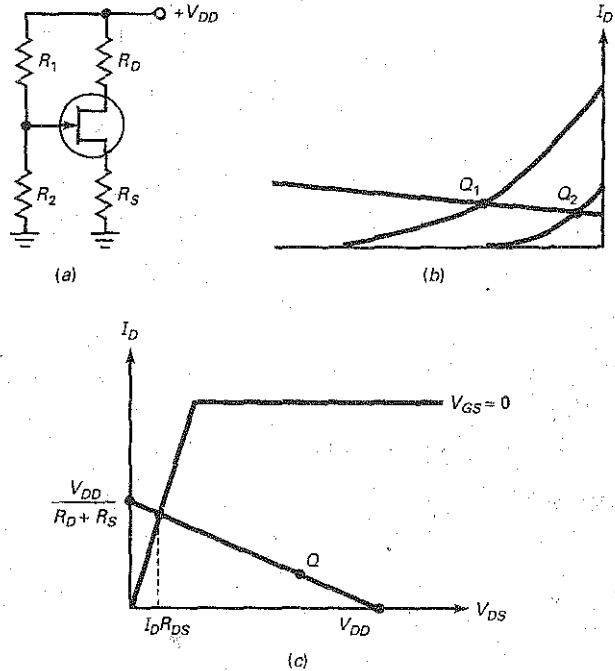 +V_DD
R_1
R_D
R_2
R_S
(a)
I_D
Q_1
Q_2
(b)
I_D
V_GS = 0
V_DD
R_D + R_S
Q
I_D R_DS
V_DD
V_DS
(c)